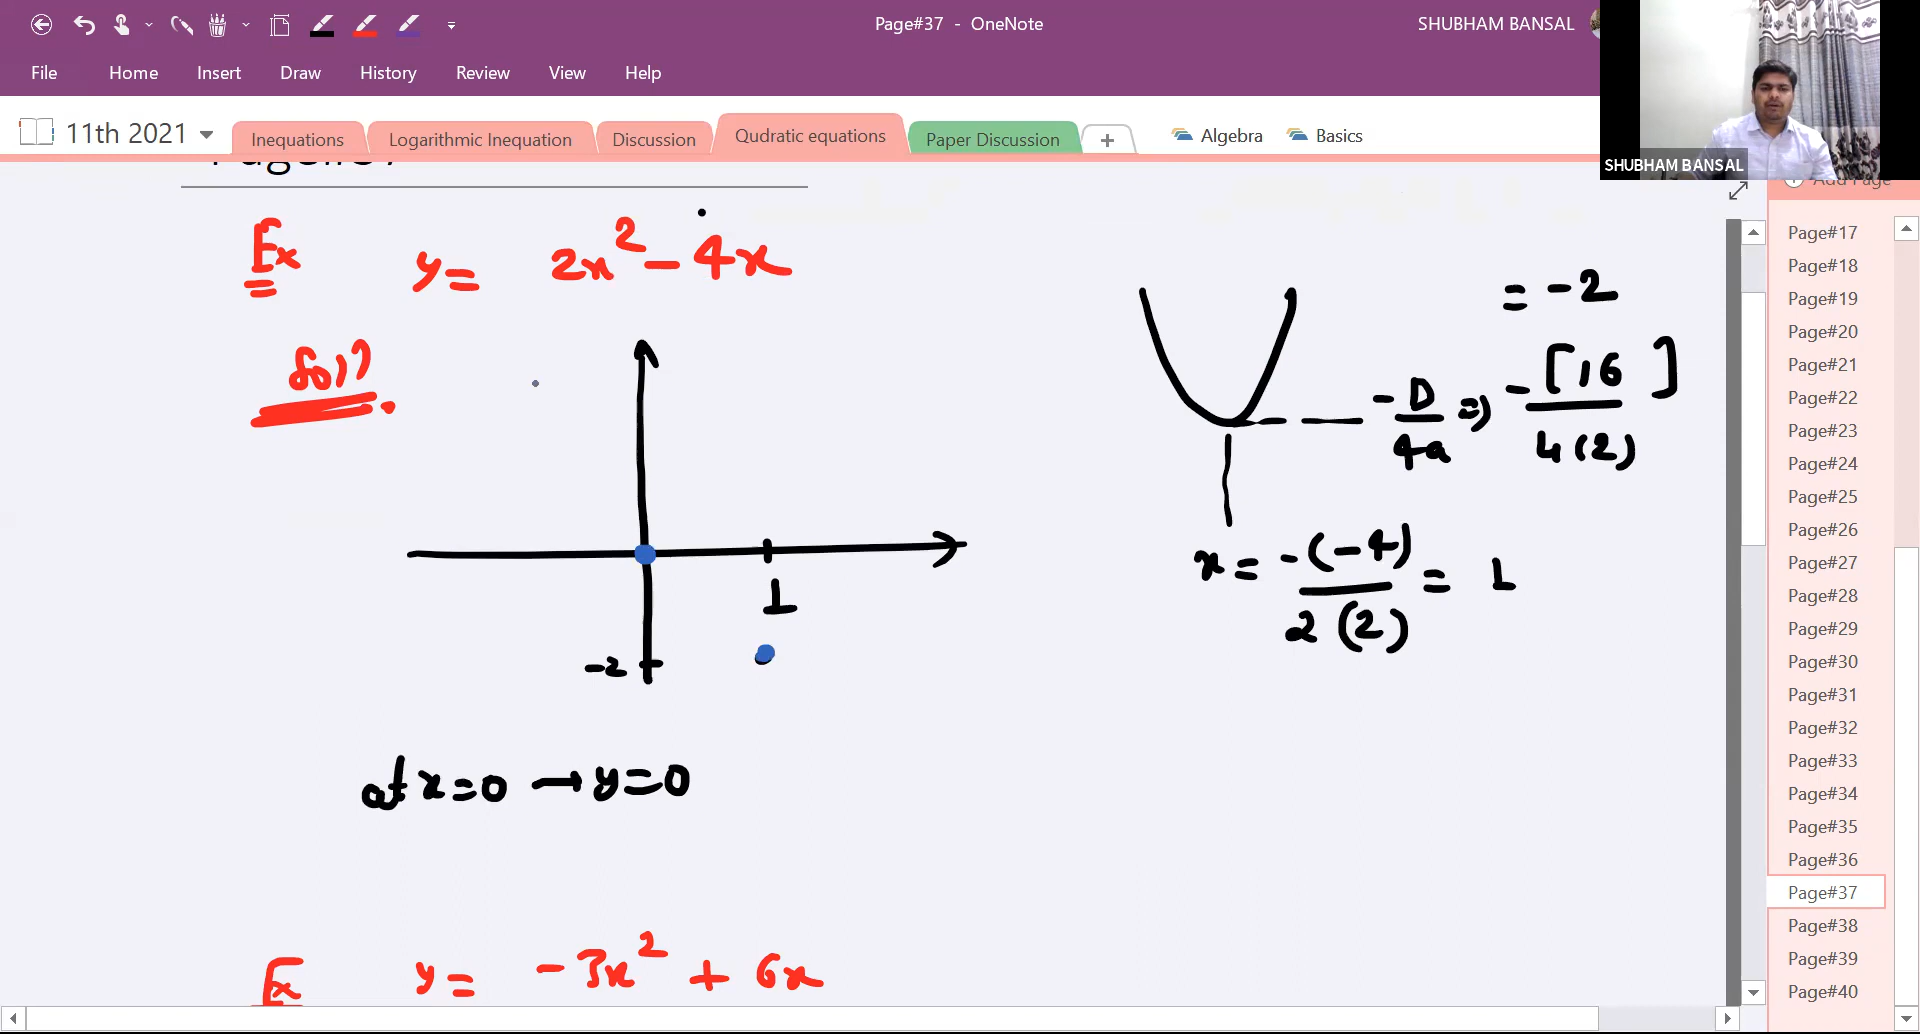 Page#37 - OneNote
SHUBHAM BANSAL
File Home Insert Draw History Review View Help
11th 2021
Inequations
Logarithmic Inequation
Discussion
Qudratic equations
Paper Discussion
+
Algebra
Basics
SHUBHAM BANSAL
Add Page
Ex y = 2x² - 4x
Solⁿ
1
-2
at x = 0 → y = 0
= -2
-D/4a ⇒ -[16]/4(2)
x = -(-4)/2(2) = 1
Ex y = -3x² + 6x
Page#17
Page#18
Page#19
Page#20
Page#21
Page#22
Page#23
Page#24
Page#25
Page#26
Page#27
Page#28
Page#29
Page#30
Page#31
Page#32
Page#33
Page#34
Page#35
Page#36
Page#37
Page#38
Page#39
Page#40